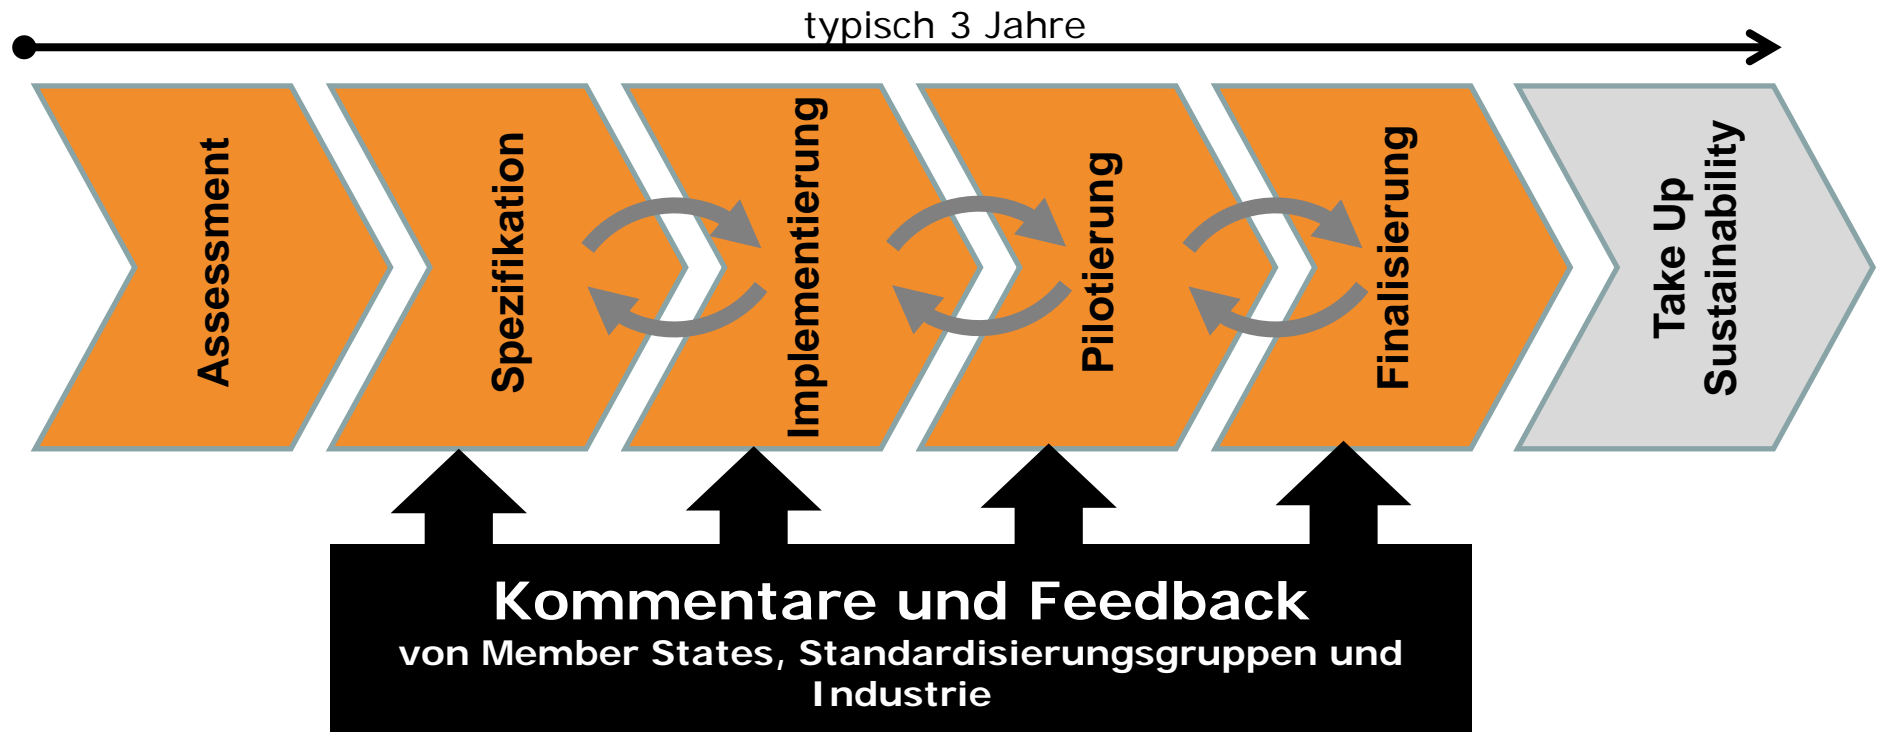 typisch 3 Jahre
Assessment
Spezifikation
Implementierung
Pilotierung
Finalisierung
Take Up
Sustainability
Kommentare und Feedback
von Member States, Standardisierungsgruppen und
Industrie